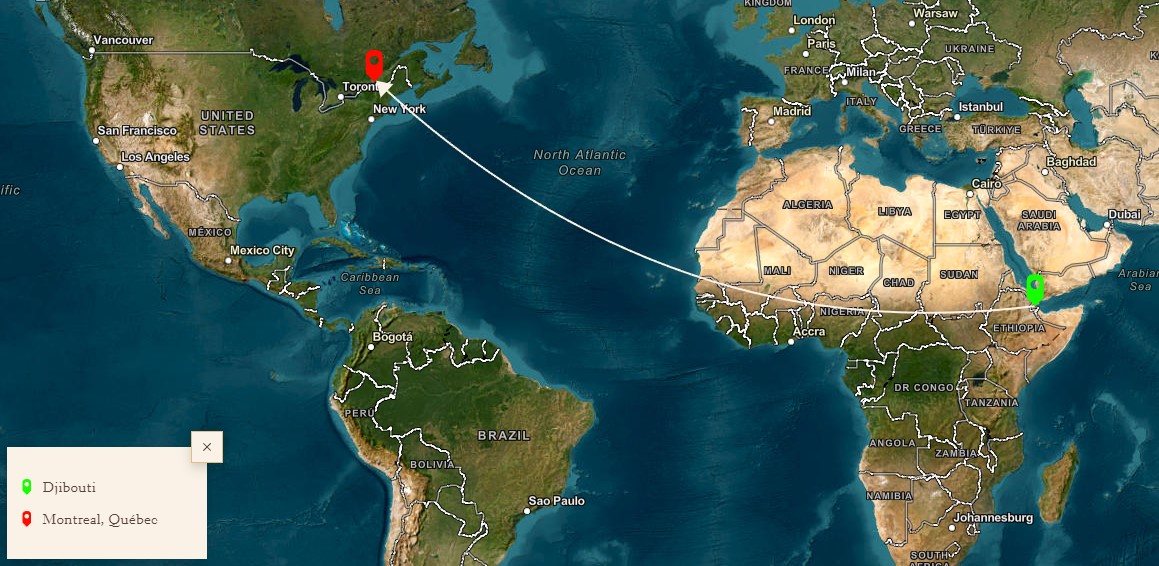 KINGDOM
London
Warsaw
Vancouver
Paris
UKRAINE
FRANCE
Milan
Toront
New York
ITALY
Istanbul
Madrid
UNITED
STATES
San Francisco
GREECE
TÜRKIYE
Los Angeles
North Atlantic
Ocean
Baghdad
ific
Cairo
ALGERIA
LIBYA
EGYPT
SAUDI
ARABIA
Dubai
MÉXICO
Mexico City
MALI
NIGER
CHAD
SUDAN
Arabian
Sea
Caribbean
Sea
NIGERIA
ETHIOPIA
Accra
Bogotá
DR CONGO
TANZANIA
PERÚ
BRAZIL
ANGOLA
ZAMBIA
BOLIVIA
NAMIBIA
Sao Paulo
Johannesburg
SOUTH
AFRICA
×
Djibouti
Montreal, Québec